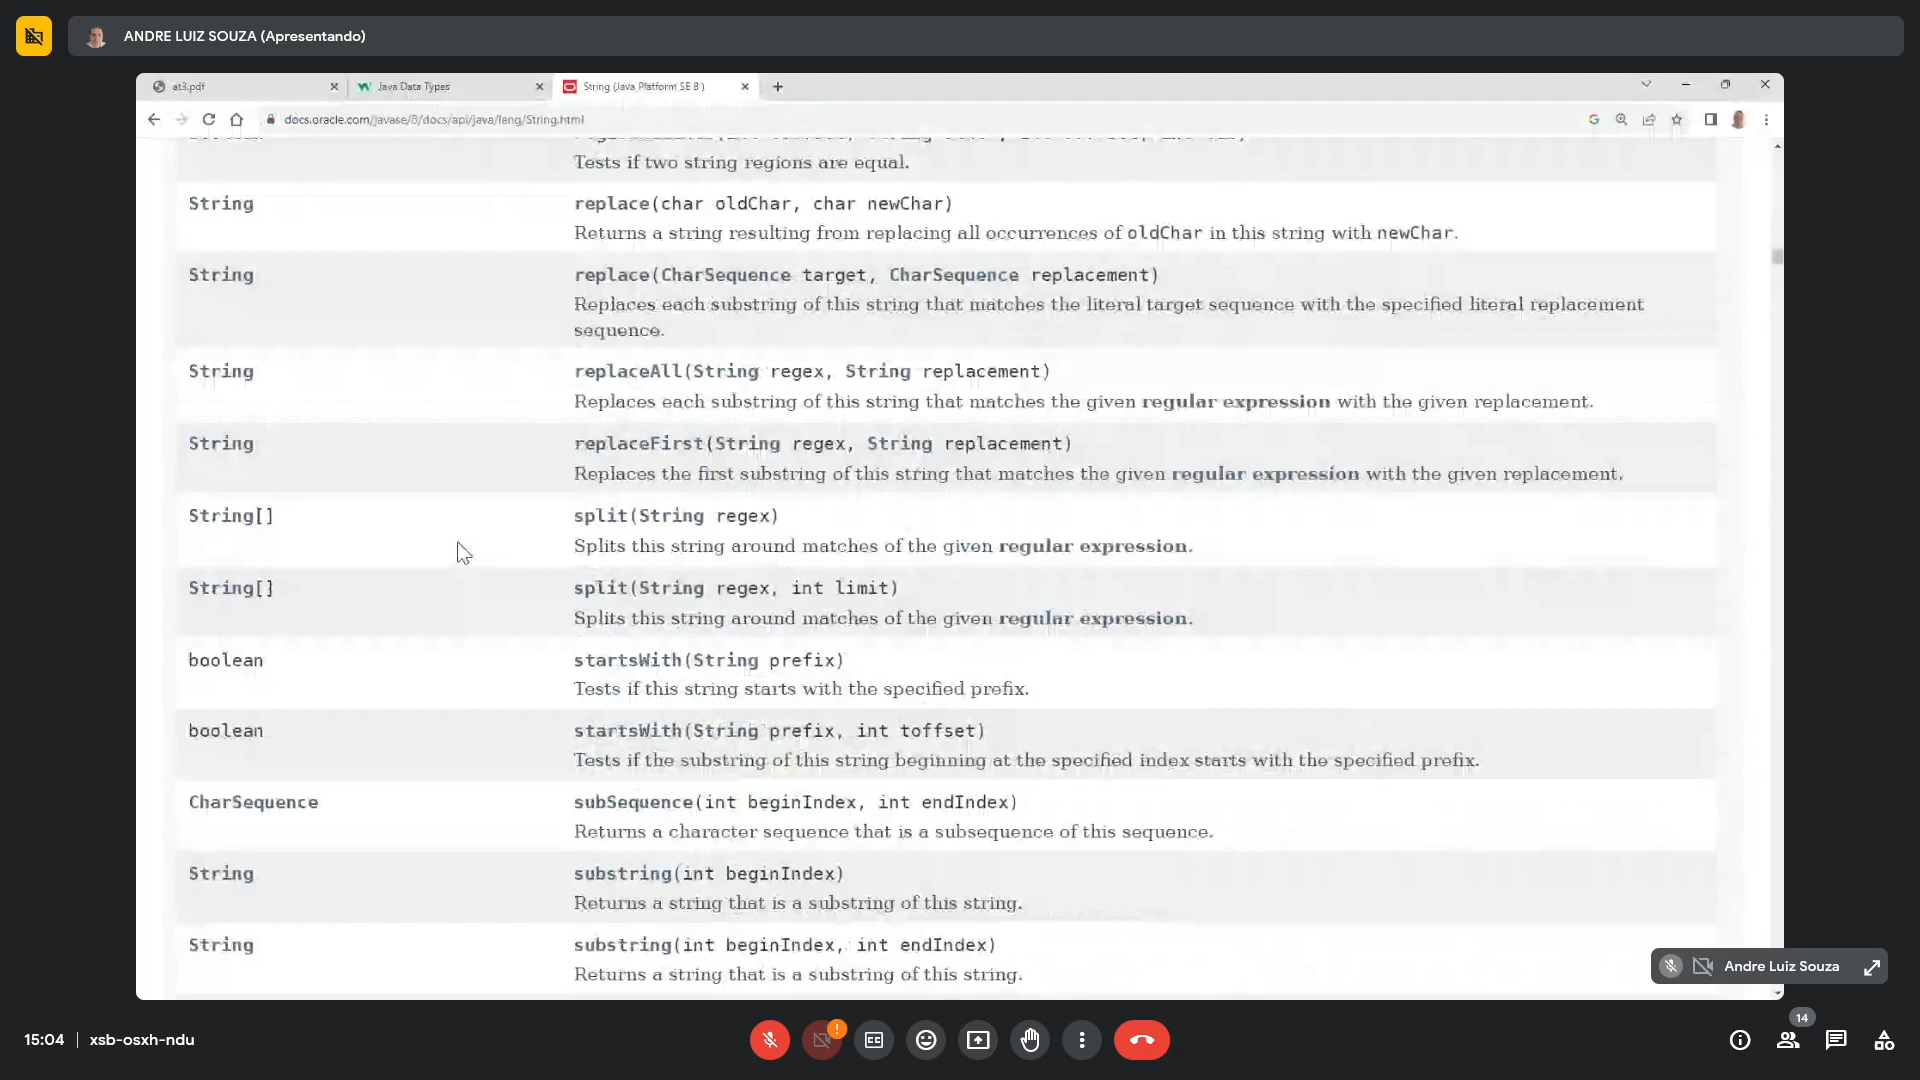 ANDRE LUIZ SOUZA (Apresentando)
at3.pdf
Java Data Types
String (Java Platform SE 8 )
docs.oracle.com/javase/8/docs/api/java/lang/String.html
Tests if two string regions are equal.
String replace(char oldChar, char newChar)
Returns a string resulting from replacing all occurrences of oldChar in this string with newChar.
String replace(CharSequence target, CharSequence replacement)
Replaces each substring of this string that matches the literal target sequence with the specified literal replacement
sequence.
String replaceAll(String regex, String replacement)
Replaces each substring of this string that matches the given regular expression with the given replacement.
String replaceFirst(String regex, String replacement)
Replaces the first substring of this string that matches the given regular expression with the given replacement.
String[] split(String regex)
Splits this string around matches of the given regular expression.
String[] split(String regex, int limit)
Splits this string around matches of the given regular expression.
boolean startsWith(String prefix)
Tests if this string starts with the specified prefix.
boolean startsWith(String prefix, int toffset)
Tests if the substring of this string beginning at the specified index starts with the specified prefix.
CharSequence subSequence(int beginIndex, int endIndex)
Returns a character sequence that is a subsequence of this sequence.
String substring(int beginIndex)
Returns a string that is a substring of this string.
String substring(int beginIndex, int endIndex)
Returns a string that is a substring of this string.
Andre Luiz Souza
15:04 xsb-osxh-ndu
14